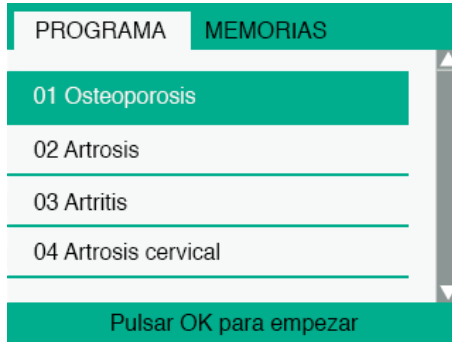 PROGRAMA MEMORIAS
01 Osteoporosis
02 Artrosis
03 Artritis
04 Artrosis cervical
Pulsar OK para empezar